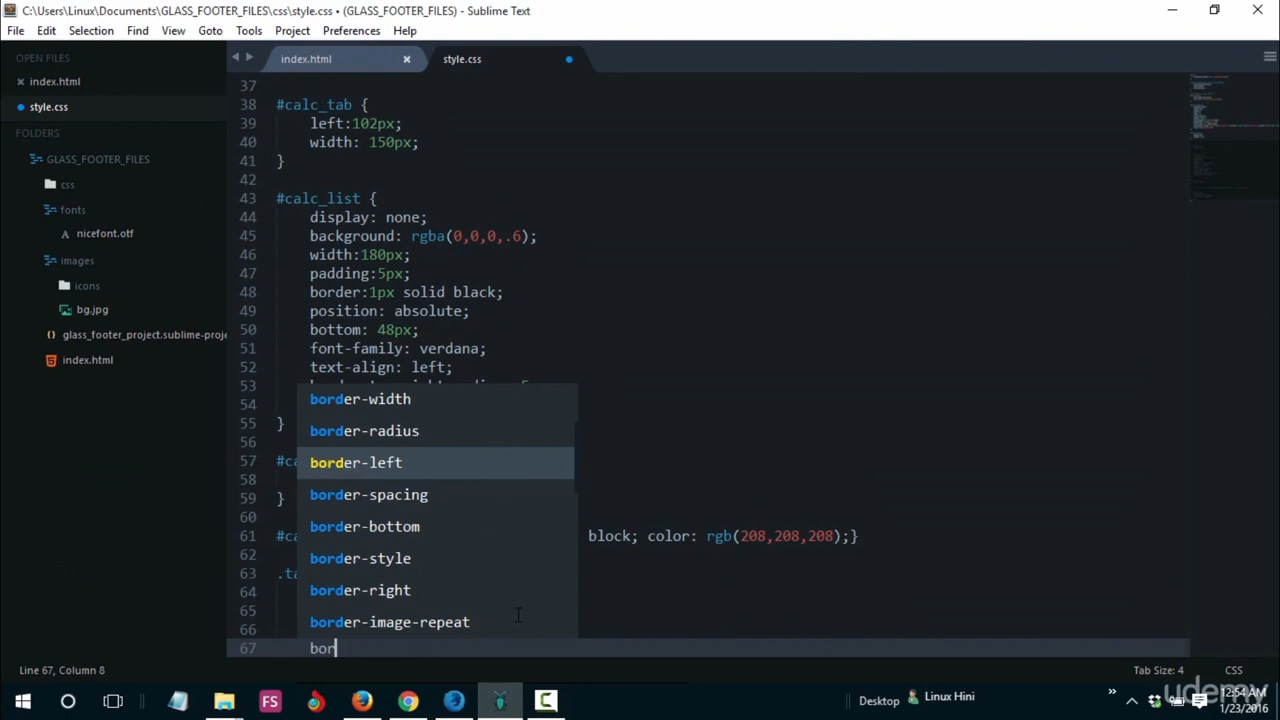 C:\Users\Linux\Documents\GLASS_FOOTER_FILES\css\style.css • (GLASS_FOOTER_FILES) - Sublime Text
File Edit Selection Find View Goto Tools Project Preferences Help
OPEN FILES
index.html
style.css
FOLDERS
GLASS_FOOTER_FILES
css
fonts
nicefont.otf
images
icons
bg.jpg
glass_footer_project.sublime-proje
index.html
index.html
style.css
37
38 #calc_tab {
39 left:102px;
40 width: 150px;
41 }
42
43 #calc_list {
44 display: none;
45 background: rgba(0,0,0,.6);
46 width:180px;
47 padding:5px;
48 border:1px solid black;
49 position: absolute;
50 bottom: 48px;
51 font-family: verdana;
52 text-align: left;
53
54
55 }
56
57 #ca
58
59 }
60
61 #ca block; color: rgb(208,208,208);}
62
63 .ta
64
65
66
67 bor
border-width
border-radius
border-left
border-spacing
border-bottom
border-style
border-right
border-image-repeat
Line 67, Column 8
Tab Size: 4
CSS
FS
Desktop
Linux Hini
12:54 AM
1/23/2016
udemy